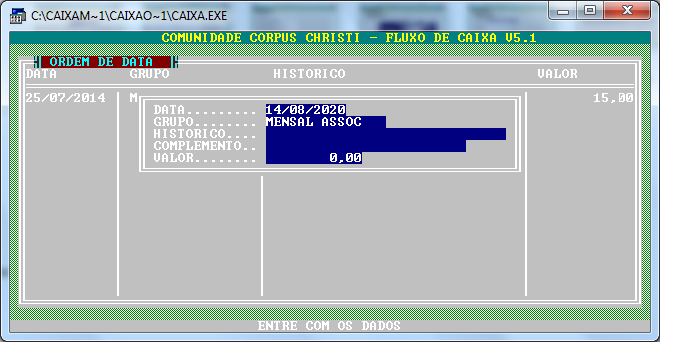 C:\CAIXAM~1\CAIXAO~1\CAIXA.EXE
COMUNIDADE CORPUS CHRISTI - FLUXO DE CAIXA V5.1
ORDEM DE DATA
DATA GRUPO HISTORICO VALOR
25/07/2014 M 15,00
DATA......... 14/08/2020
GRUPO........ MENSAL ASSOC
HISTORICO....
COMPLEMENTO..
VALOR........ 0,00
ENTRE COM OS DADOS